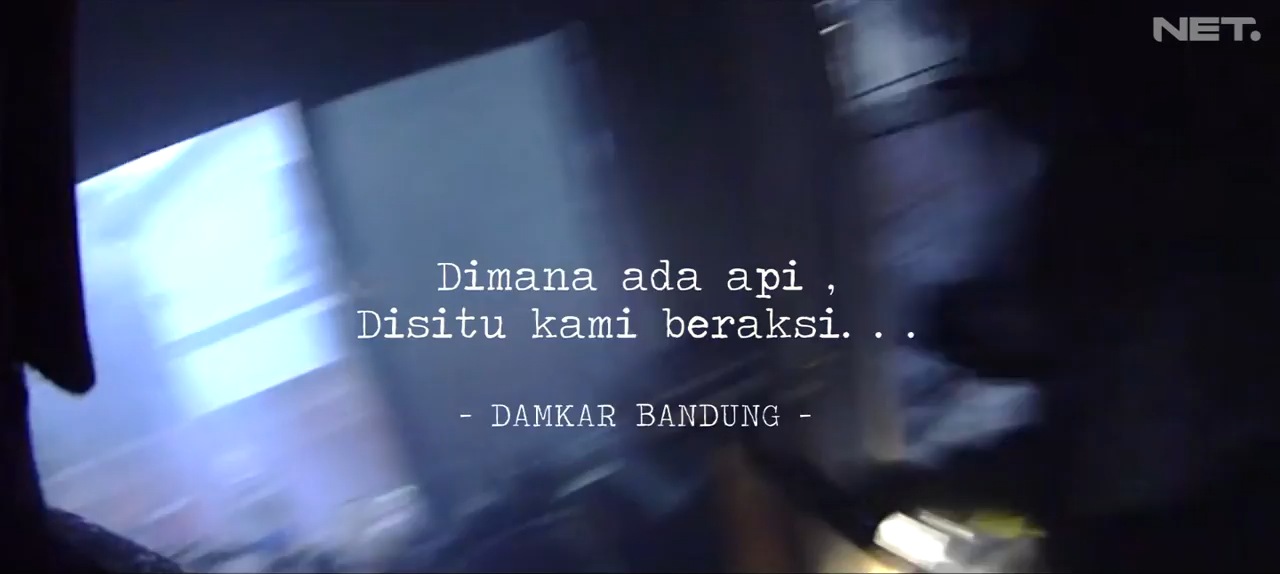 NET.
Dimana ada api ,
Disitu kami beraksi. . .
- DAMKAR BANDUNG -